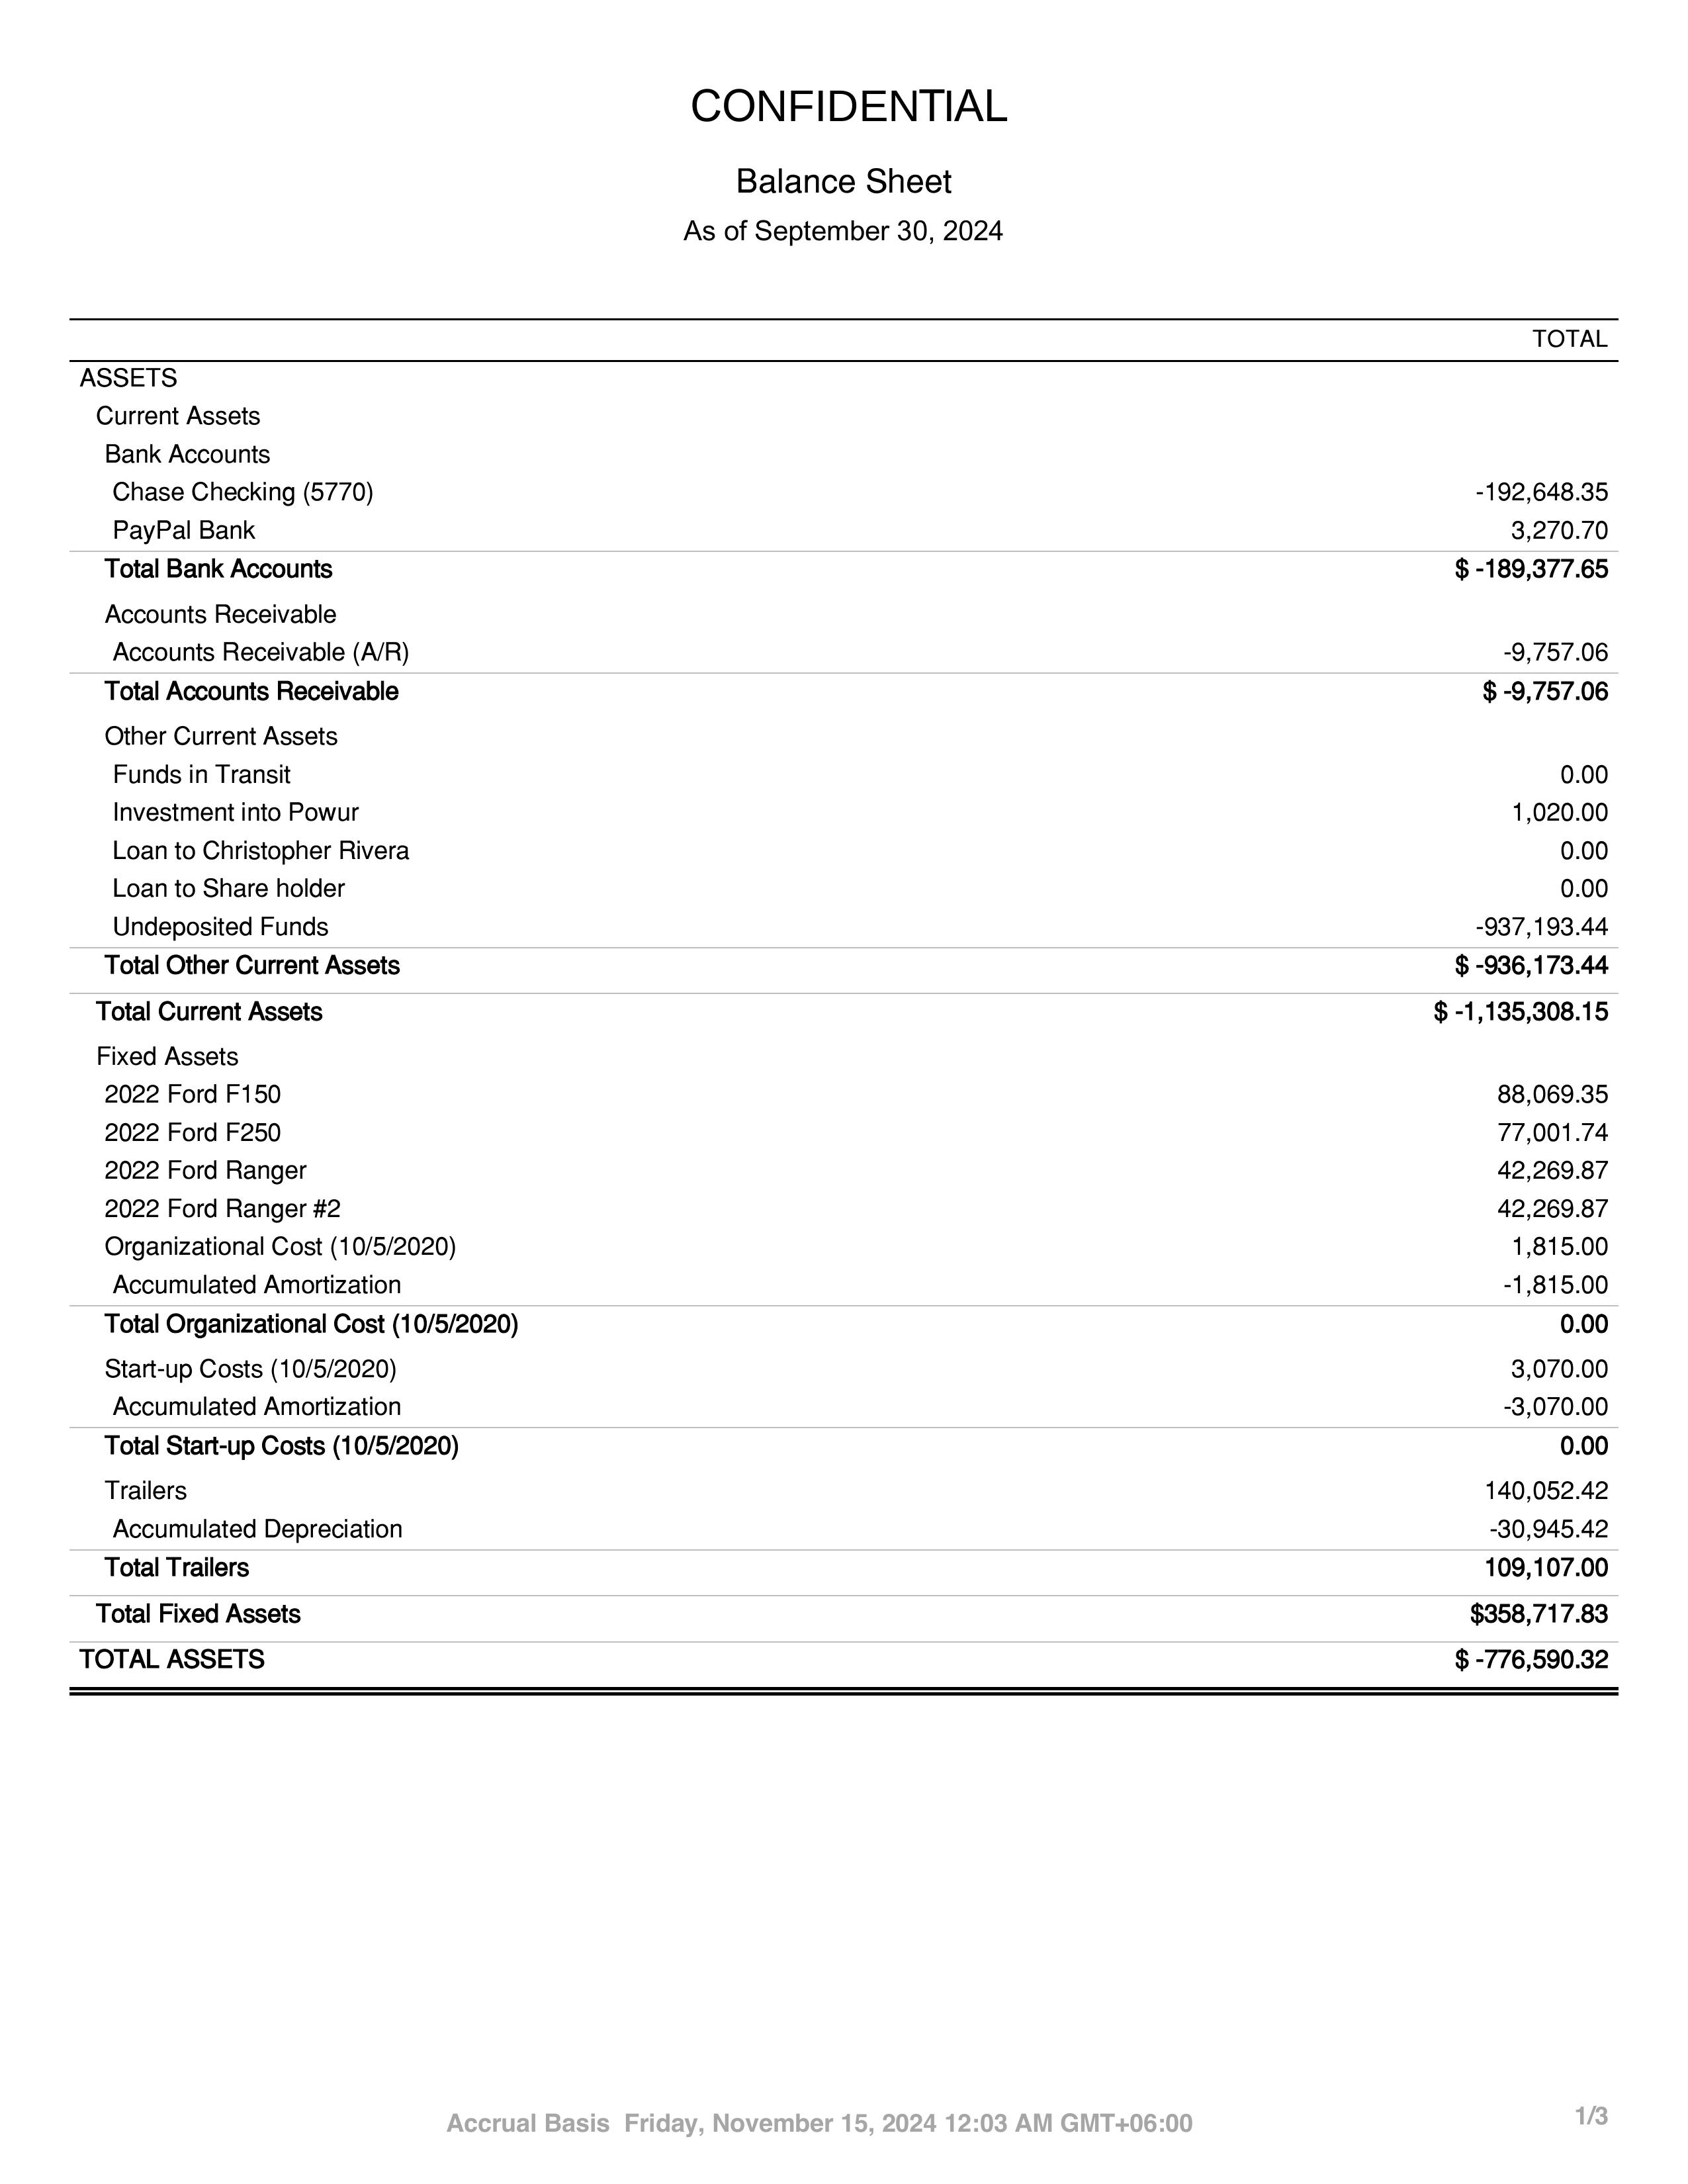 CONFIDENTIAL
Balance Sheet
As of September 30, 2024
TOTAL
ASSETS
Current Assets
Bank Accounts
Chase Checking (5770) -192,648.35
PayPal Bank 3,270.70
Total Bank Accounts $ -189,377.65
Accounts Receivable
Accounts Receivable (A/R) -9,757.06
Total Accounts Receivable $ -9,757.06
Other Current Assets
Funds in Transit 0.00
Investment into Powur 1,020.00
Loan to Christopher Rivera 0.00
Loan to Share holder 0.00
Undeposited Funds -937,193.44
Total Other Current Assets $ -936,173.44
Total Current Assets $ -1,135,308.15
Fixed Assets
2022 Ford F150 88,069.35
2022 Ford F250 77,001.74
2022 Ford Ranger 42,269.87
2022 Ford Ranger #2 42,269.87
Organizational Cost (10/5/2020) 1,815.00
Accumulated Amortization -1,815.00
Total Organizational Cost (10/5/2020) 0.00
Start-up Costs (10/5/2020) 3,070.00
Accumulated Amortization -3,070.00
Total Start-up Costs (10/5/2020) 0.00
Trailers 140,052.42
Accumulated Depreciation -30,945.42
Total Trailers 109,107.00
Total Fixed Assets $358,717.83
TOTAL ASSETS $ -776,590.32
Accrual Basis Friday, November 15, 2024 12:03 AM GMT+06:00 1/3